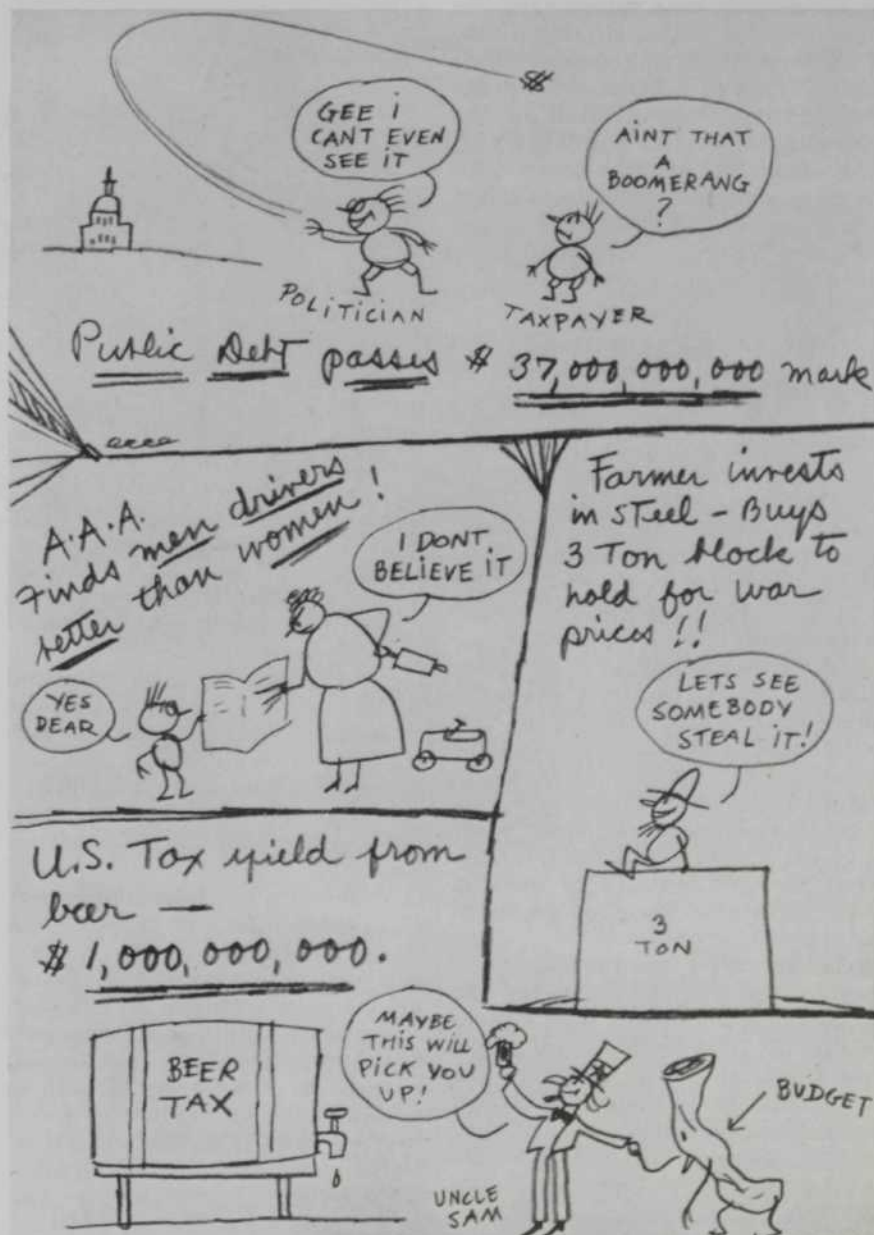 $
GEE i
CANT EVEN
SEE IT
AiNT THAT
A
BOOMERANG
?
POLiTiCiAN
TAXPAYER
Public Debt passes $ 37,000,000,000 mark
A.A.A.
Finds men drivers
better than women!
I DONT
BELIEVE IT
YES
DEAR
Farmer invests
in Steel - Buys
3 Ton block to
hold for war
prices!!
LETS SEE
SOMEBODY
STEAL iT!
3
TON
U.S. Tax yield from
beer —
$ 1,000,000,000.
BEER
TAX
MAYBE
THiS WiLL
PiCK YOU
UP!
UNCLE
SAM
BUDGET